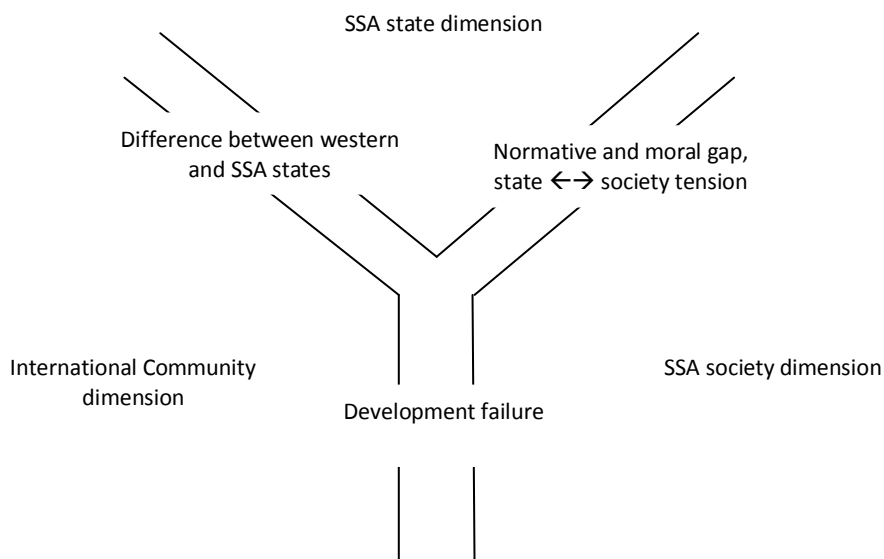 SSA state dimension
Difference between western
and SSA states
Normative and moral gap,
state ←→ society tension
International Community
dimension
SSA society dimension
Development failure